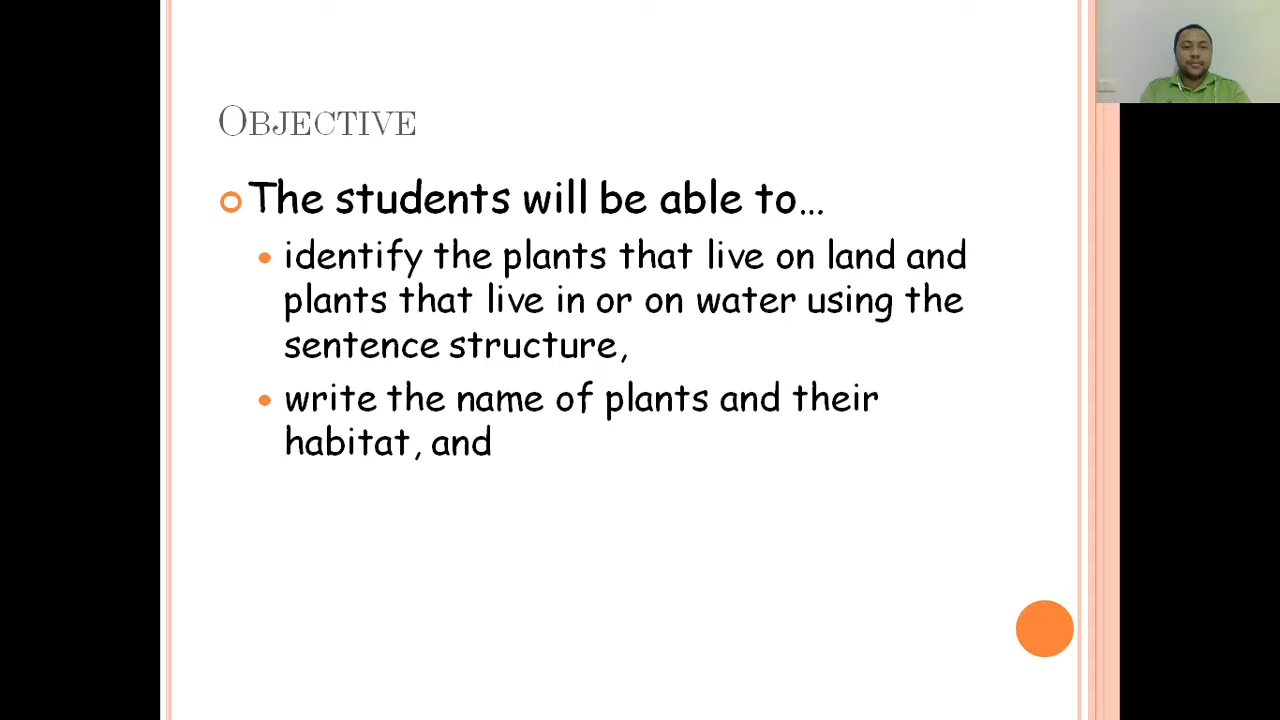 OBJECTIVE
The students will be able to...
identify the plants that live on land and
plants that live in or on water using the
sentence structure,
write the name of plants and their
habitat, and